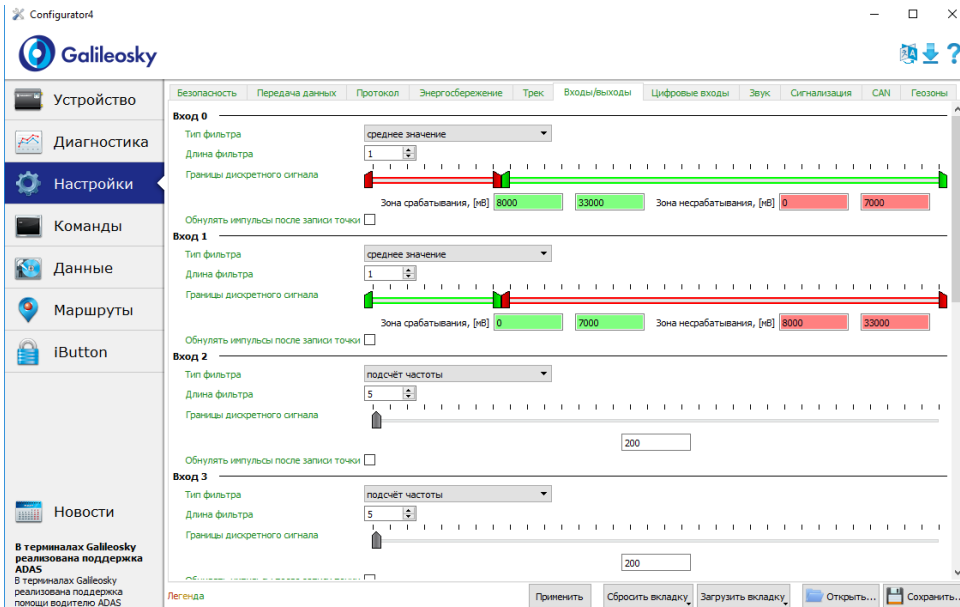 Configurator4
Galileosky
Устройство
Диагностика
Настройки
Команды
Данные
Маршруты
iButton
Новости
В терминалах Galileosky
реализована поддержка
ADAS
В терминалах Galileosky
реализована поддержка
помощи водителю ADAS
Безопасность Передача данных Протокол Энергосбережение Трек Входы/выходы Цифровые входы Звук Сигнализация CAN Геозоны
Вход 0
Тип фильтра среднее значение
Длина фильтра 1
Границы дискретного сигнала
Зона срабатывания, [мВ] 8000 33000 Зона несрабатывания, [мВ] 0 7000
Обнулять импульсы после записи точки
Вход 1
Тип фильтра среднее значение
Длина фильтра 1
Границы дискретного сигнала
Зона срабатывания, [мВ] 0 7000 Зона несрабатывания, [мВ] 8000 33000
Обнулять импульсы после записи точки
Вход 2
Тип фильтра подсчёт частоты
Длина фильтра 5
Границы дискретного сигнала
200
Обнулять импульсы после записи точки
Вход 3
Тип фильтра подсчёт частоты
Длина фильтра 5
Границы дискретного сигнала
200
Легенда Применить Сбросить вкладку Загрузить вкладку Открыть... Сохранить...